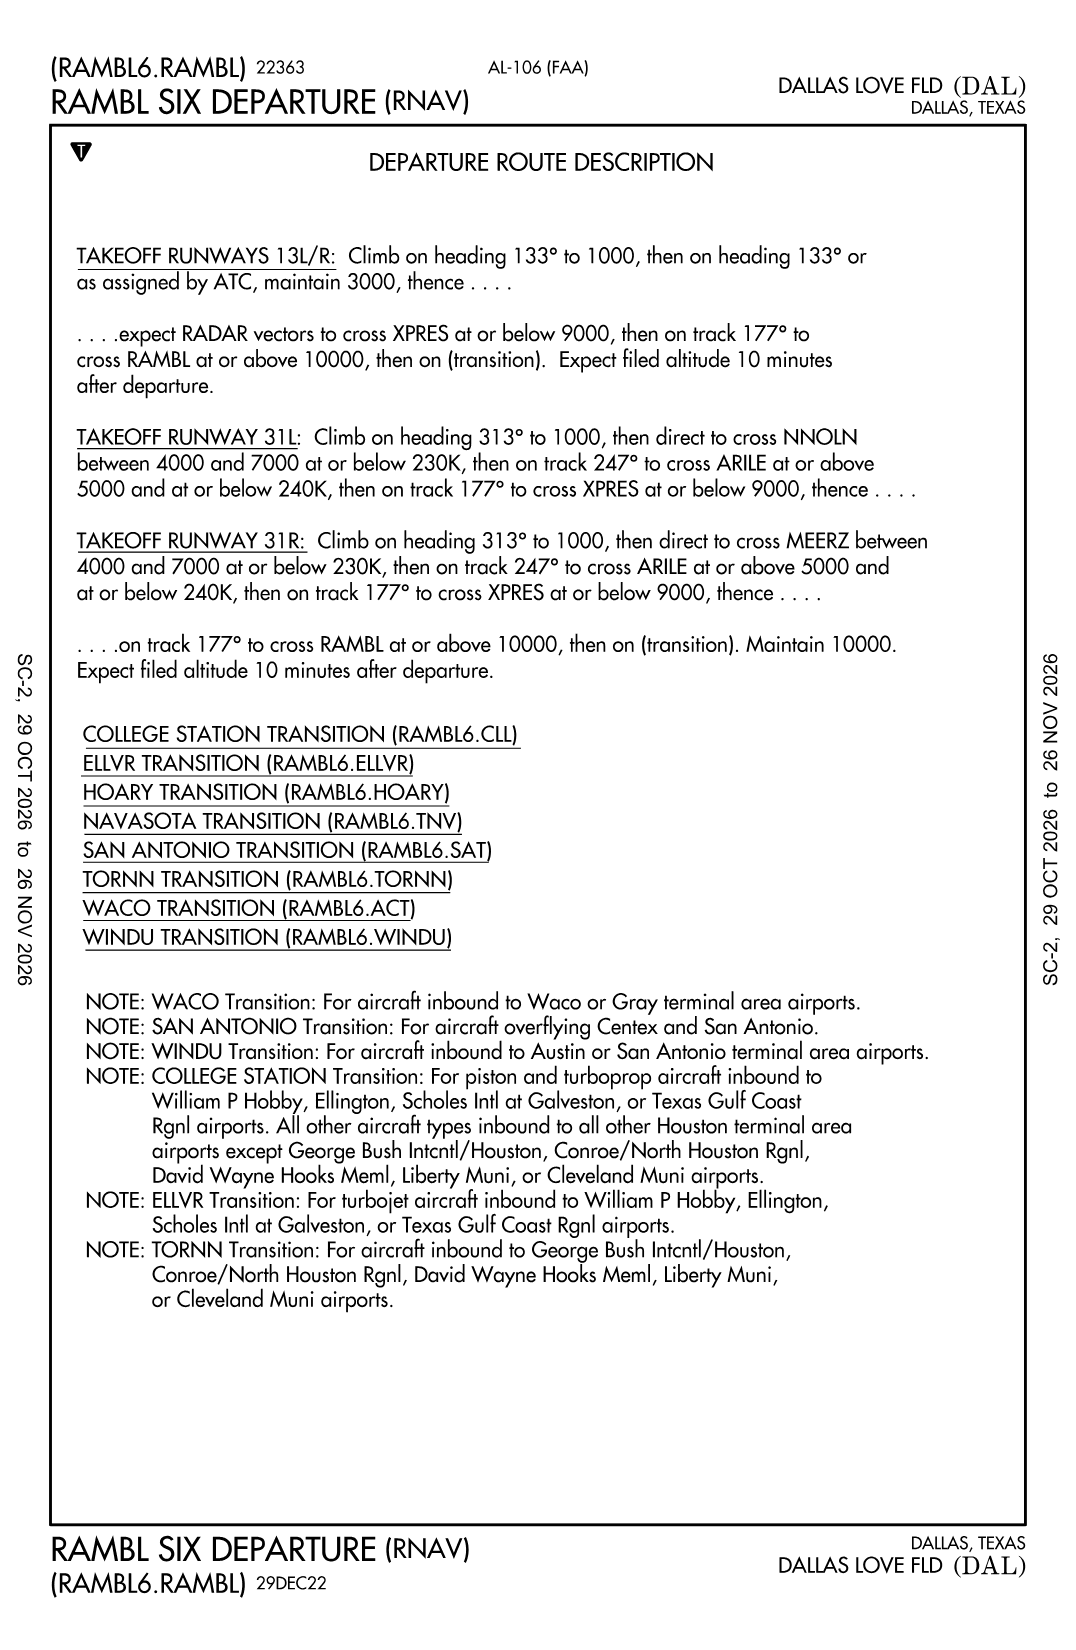 (RAMBL6.RAMBL) 22363
AL-106 (FAA)
RAMBL SIX DEPARTURE (RNAV)
DALLAS LOVE FLD (DAL)
DALLAS, TEXAS
T
DEPARTURE ROUTE DESCRIPTION
TAKEOFF RUNWAYS 13L/R: Climb on heading 133° to 1000, then on heading 133° or
as assigned by ATC, maintain 3000, thence . . . .
. . . .expect RADAR vectors to cross XPRES at or below 9000, then on track 177° to
cross RAMBL at or above 10000, then on (transition). Expect filed altitude 10 minutes
after departure.
TAKEOFF RUNWAY 31L: Climb on heading 313° to 1000, then direct to cross NNOLN
between 4000 and 7000 at or below 230K, then on track 247° to cross ARILE at or above
5000 and at or below 240K, then on track 177° to cross XPRES at or below 9000, thence . . . .
TAKEOFF RUNWAY 31R: Climb on heading 313° to 1000, then direct to cross MEERZ between
4000 and 7000 at or below 230K, then on track 247° to cross ARILE at or above 5000 and
at or below 240K, then on track 177° to cross XPRES at or below 9000, thence . . . .
. . . .on track 177° to cross RAMBL at or above 10000, then on (transition). Maintain 10000.
Expect filed altitude 10 minutes after departure.
COLLEGE STATION TRANSITION (RAMBL6.CLL)
ELLVR TRANSITION (RAMBL6.ELLVR)
HOARY TRANSITION (RAMBL6.HOARY)
NAVASOTA TRANSITION (RAMBL6.TNV)
SAN ANTONIO TRANSITION (RAMBL6.SAT)
TORNN TRANSITION (RAMBL6.TORNN)
WACO TRANSITION (RAMBL6.ACT)
WINDU TRANSITION (RAMBL6.WINDU)
NOTE: WACO Transition: For aircraft inbound to Waco or Gray terminal area airports.
NOTE: SAN ANTONIO Transition: For aircraft overflying Centex and San Antonio.
NOTE: WINDU Transition: For aircraft inbound to Austin or San Antonio terminal area airports.
NOTE: COLLEGE STATION Transition: For piston and turboprop aircraft inbound to
William P Hobby, Ellington, Scholes Intl at Galveston, or Texas Gulf Coast
Rgnl airports. All other aircraft types inbound to all other Houston terminal area
airports except George Bush Intcntl/Houston, Conroe/North Houston Rgnl,
David Wayne Hooks Meml, Liberty Muni, or Cleveland Muni airports.
NOTE: ELLVR Transition: For turbojet aircraft inbound to William P Hobby, Ellington,
Scholes Intl at Galveston, or Texas Gulf Coast Rgnl airports.
NOTE: TORNN Transition: For aircraft inbound to George Bush Intcntl/Houston,
Conroe/North Houston Rgnl, David Wayne Hooks Meml, Liberty Muni,
or Cleveland Muni airports.
SC-2, 29 OCT 2026 to 26 NOV 2026
SC-2, 29 OCT 2026 to 26 NOV 2026
RAMBL SIX DEPARTURE (RNAV)
(RAMBL6.RAMBL) 29DEC22
DALLAS, TEXAS
DALLAS LOVE FLD (DAL)